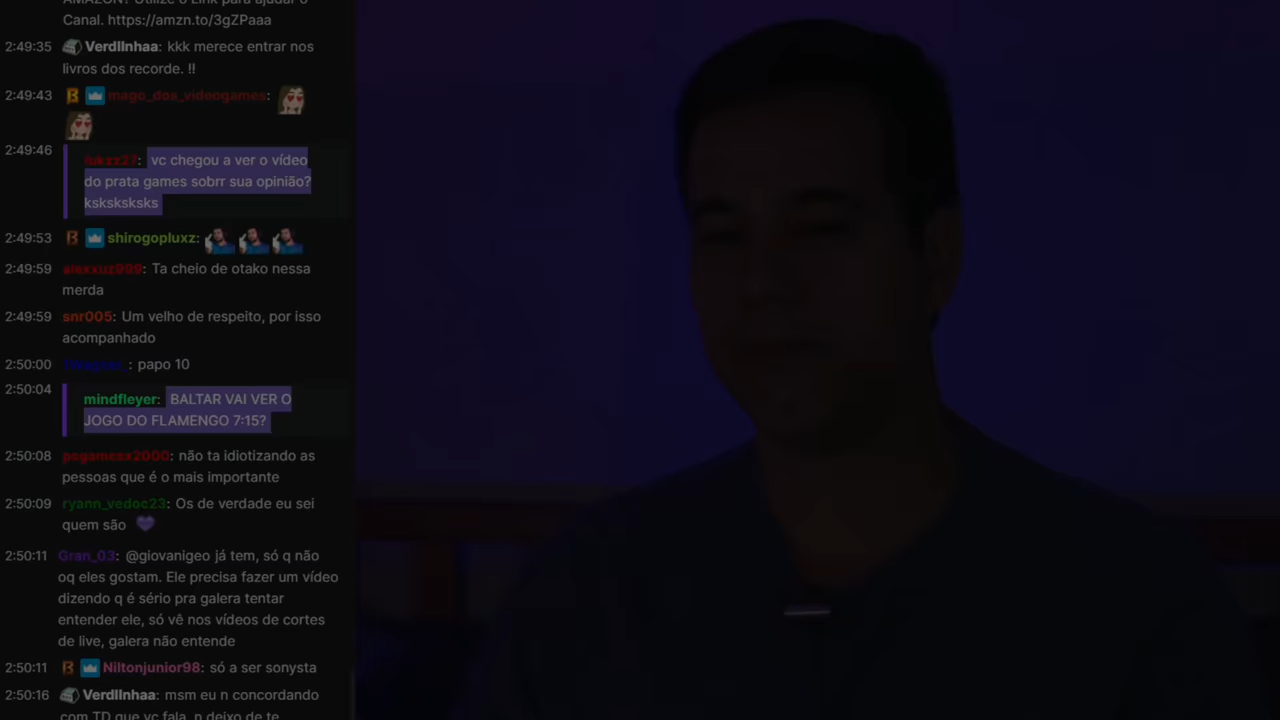 AMAZON? Utilize o Link para ajudar o
Canal. https://amzn.to/3gZPaaa
2:49:35 VerdlInhaa: kkk merece entrar nos
livros dos recorde. !!
2:49:43 mago_dos_videogames:
2:49:46
lukzz27: vc chegou a ver o vídeo
do prata games sobrr sua opinião?
ksksksksks
2:49:53 shirogopluxz:
2:49:59 alexxuz999: Ta cheio de otako nessa
merda
2:49:59 snr005: Um velho de respeito, por isso
acompanhado
2:50:00 : papo 10
2:50:04
mindfleyer: BALTAR VAI VER O
JOGO DO FLAMENGO 7:15?
2:50:08 psgamesx2000: não ta idiotizando as
pessoas que é o mais importante
2:50:09 ryann_vedoc23: Os de verdade eu sei
quem são
2:50:11 Gran_03: @giovanigeo já tem, só q não
oq eles gostam. Ele precisa fazer um vídeo
dizendo q é sério pra galera tentar
entender ele, só vê nos vídeos de cortes
de live, galera não entende
2:50:11 Niltonjunior98: só a ser sonysta
2:50:16 VerdlInhaa: msm eu n concordando
com TD que vc fala, n deixo de te